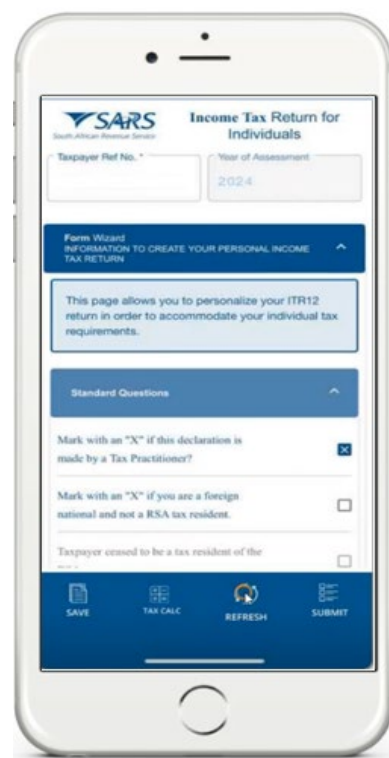 SARS
South African Revenue Service
Income Tax Return for
Individuals
Taxpayer Ref No. *
Year of Assessment
2024
Form Wizard
INFORMATION TO CREATE YOUR PERSONAL INCOME
TAX RETURN
This page allows you to personalize your ITR12
return in order to accommodate your individual tax
requirements.
Standard Questions
Mark with an "X" if this declaration is
made by a Tax Practitioner?
Mark with an "X" if you are a foreign
national and not a RSA tax resident.
Taxpayer ceased to be a tax resident of the
SAVE
TAX CALC
REFRESH
SUBMIT